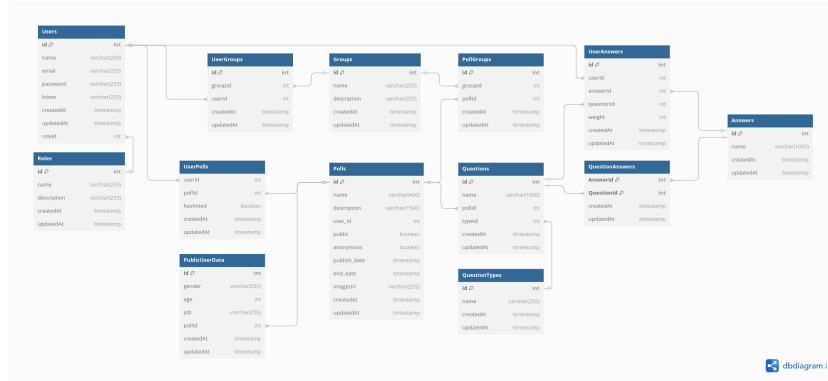 Users
id int
name varchar(255)
email varchar(255)
password varchar(255)
token varchar(255)
createdAt timestamp
updatedAt timestamp
roleId int
Roles
id int
name varchar(255)
description varchar(255)
createdAt timestamp
updatedAt timestamp
UserGroups
id int
groupId int
userId int
createdAt timestamp
updatedAt timestamp
UserPolls
userId int
pollId int
hasVoted boolean
createdAt timestamp
updatedAt timestamp
PublicUserData
id int
gender varchar(255)
age int
job varchar(255)
pollId int
createdAt timestamp
updatedAt timestamp
Groups
id int
name varchar(255)
description varchar(255)
createdAt timestamp
updatedAt timestamp
Polls
id int
name varchar(400)
description varchar(1500)
user_id int
public boolean
anonymous boolean
publish_date timestamp
end_date timestamp
imageUrl varchar(255)
createdAt timestamp
updatedAt timestamp
PollGroups
id int
groupId int
pollId int
createdAt timestamp
updatedAt timestamp
Questions
id int
name varchar(1000)
pollId int
typeId int
createdAt timestamp
updatedAt timestamp
QuestionTypes
id int
name varchar(255)
createdAt timestamp
updatedAt timestamp
UserAnswers
id int
userId int
answerId int
questionId int
weight int
createdAt timestamp
updatedAt timestamp
QuestionAnswers
AnswerId int
QuestionId int
createdAt timestamp
updatedAt timestamp
Answers
id int
name varchar(1000)
createdAt timestamp
updatedAt timestamp
dbdiagram.i